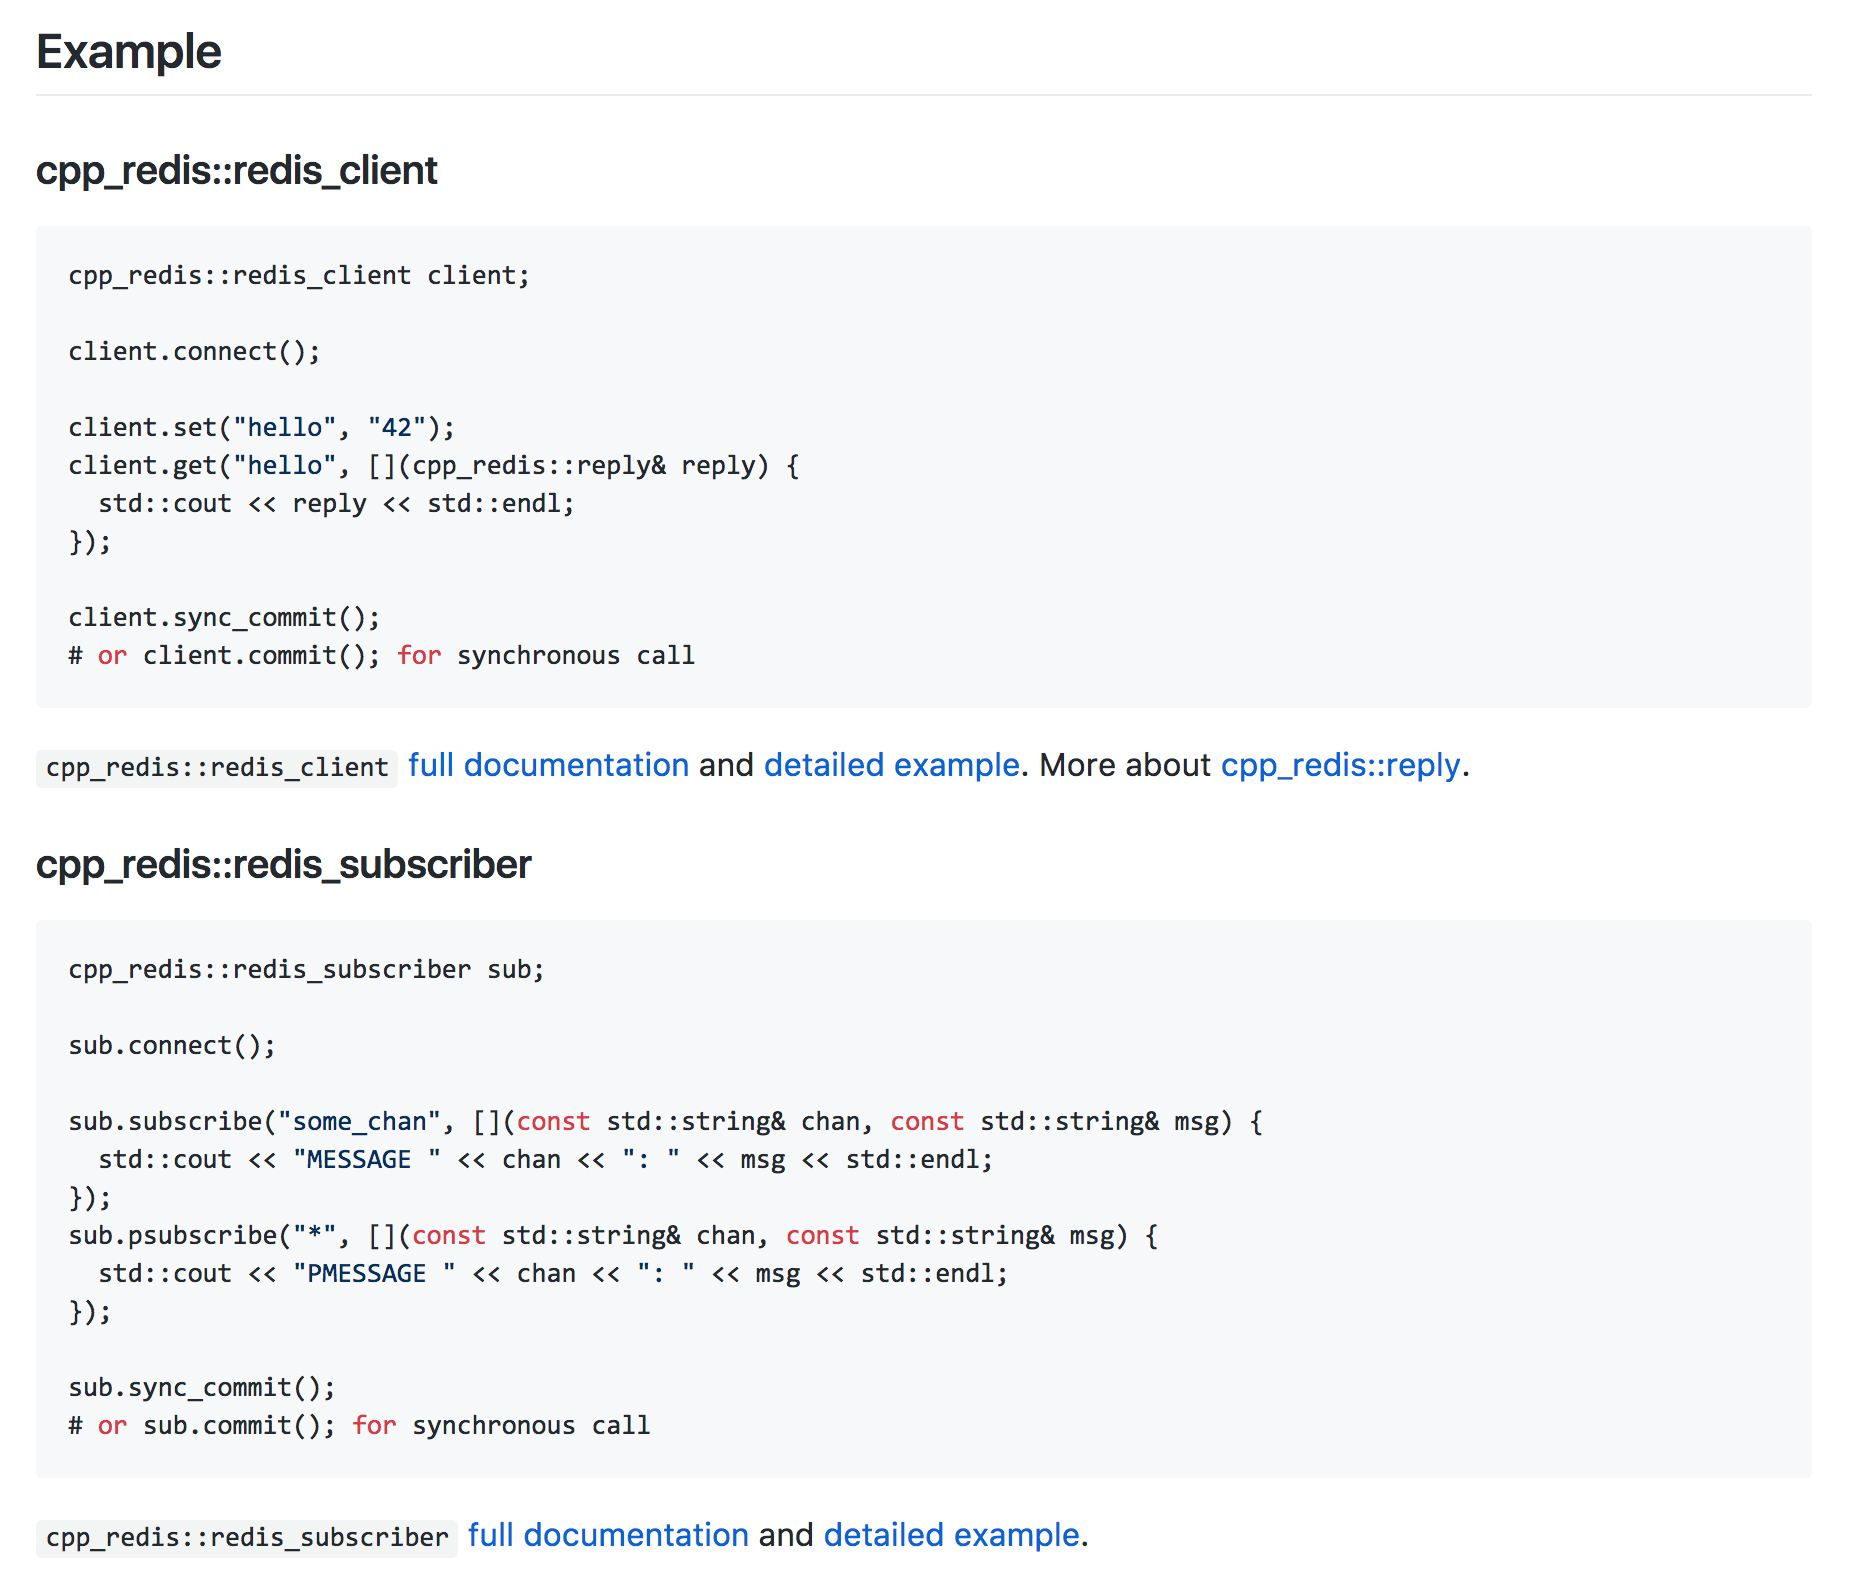 Example
cpp_redis::redis_client
cpp_redis::redis_client client;
client.connect();
client.set("hello", "42");
client.get("hello", [](cpp_redis::reply& reply) {
  std::cout << reply << std::endl;
});
client.sync_commit();
# or client.commit(); for synchronous call
cpp_redis::redis_client full documentation and detailed example. More about cpp_redis::reply.
cpp_redis::redis_subscriber
cpp_redis::redis_subscriber sub;
sub.connect();
sub.subscribe("some_chan", [](const std::string& chan, const std::string& msg) {
  std::cout << "MESSAGE " << chan << ": " << msg << std::endl;
});
sub.psubscribe("*", [](const std::string& chan, const std::string& msg) {
  std::cout << "PMESSAGE " << chan << ": " << msg << std::endl;
});
sub.sync_commit();
# or sub.commit(); for synchronous call
cpp_redis::redis_subscriber full documentation and detailed example.